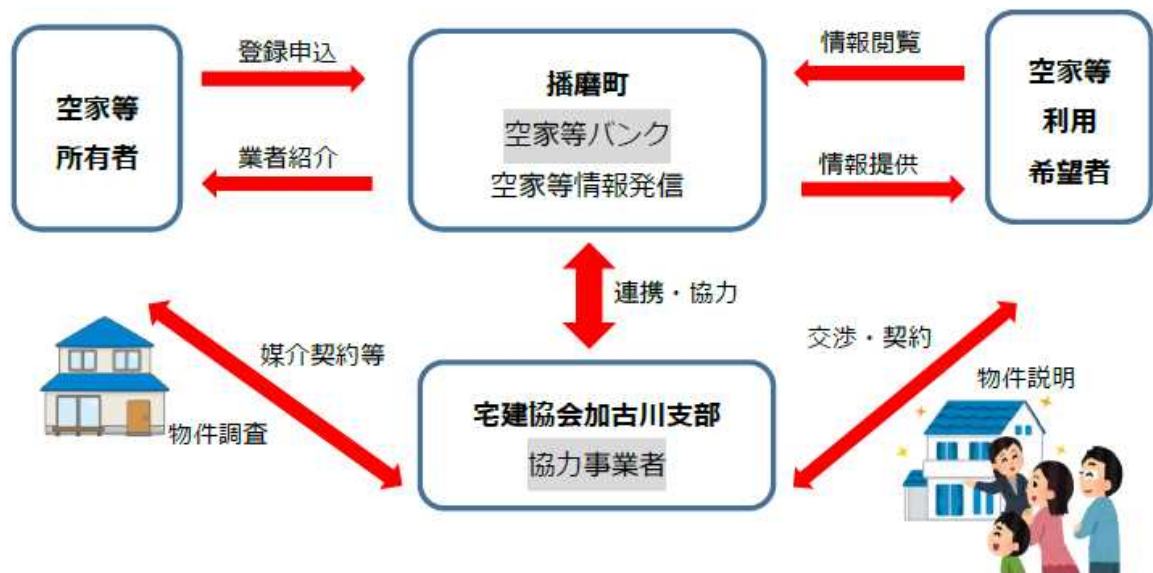 登録申込
情報閲覧
空家等
所有者
播磨町
空家等バンク
空家等情報発信
空家等
利用
希望者
業者紹介
情報提供
連携・協力
媒介契約等
交渉・契約
物件調査
物件説明
宅建協会加古川支部
協力事業者